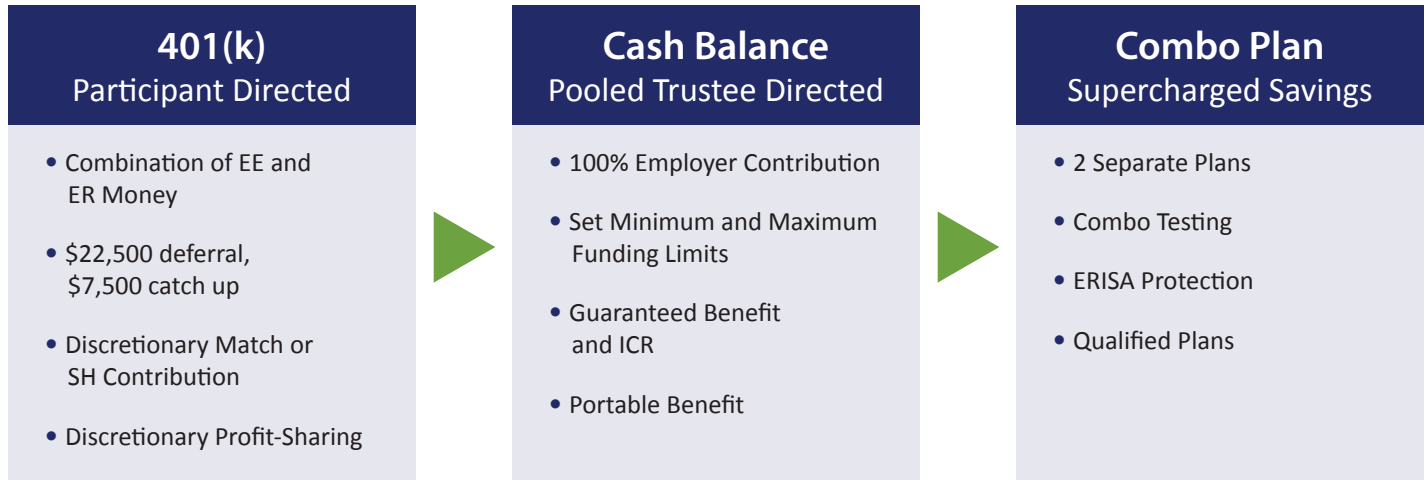 401(k)
Participant Directed
• Combination of EE and
ER Money
• $22,500 deferral,
$7,500 catch up
• Discretionary Match or
SH Contribution
• Discretionary Profit-Sharing
Cash Balance
Pooled Trustee Directed
• 100% Employer Contribution
• Set Minimum and Maximum
Funding Limits
• Guaranteed Benefit
and ICR
• Portable Benefit
Combo Plan
Supercharged Savings
• 2 Separate Plans
• Combo Testing
• ERISA Protection
• Qualified Plans